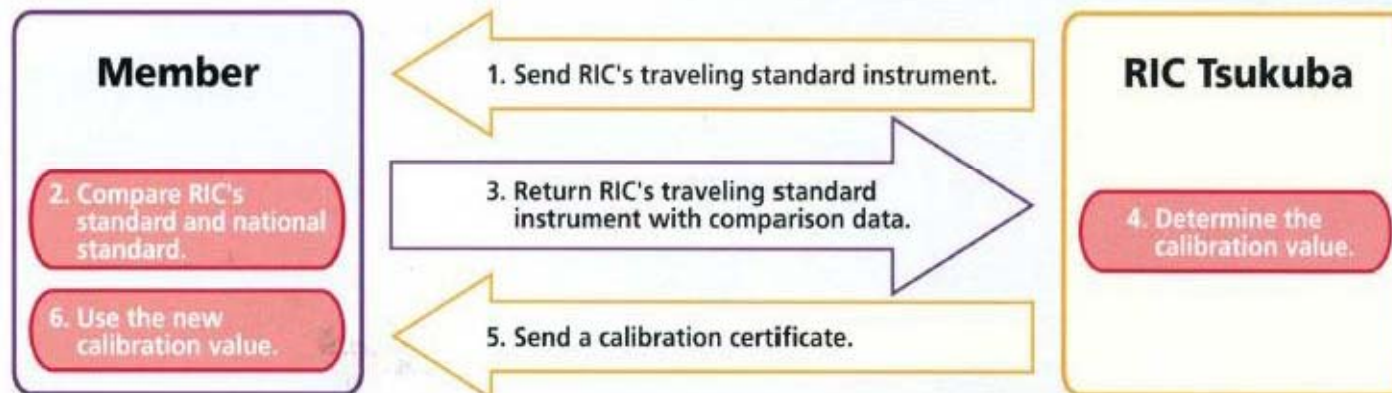 Member
RIC Tsukuba
1. Send RIC's traveling standard instrument.
2. Compare RIC's
standard and national
standard.
3. Return RIC's traveling standard
instrument with comparison data.
4. Determine the
calibration value.
5. Send a calibration certificate.
6. Use the new
calibration value.